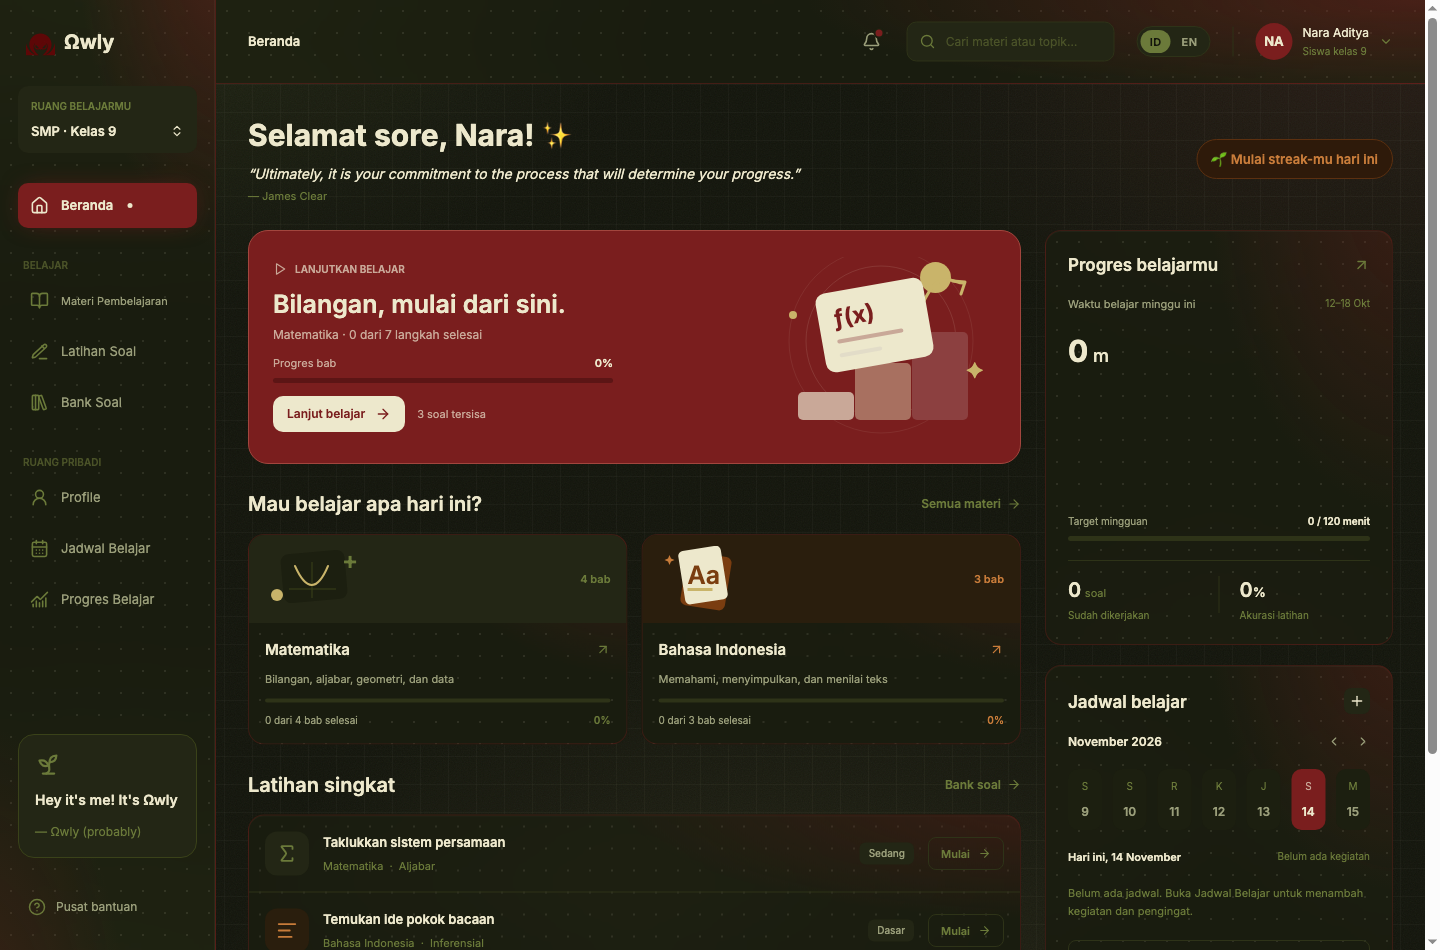 Ωwly
RUANG BELAJARMU
SMP · Kelas 9
Beranda
BELAJAR
Materi Pembelajaran
Latihan Soal
Bank Soal
RUANG PRIBADI
Profile
Jadwal Belajar
Progres Belajar
Hey it's me! It's Ωwly
— Ωwly (probably)
Pusat bantuan
Beranda
Cari materi atau topik...
ID EN
NA
Nara Aditya
Siswa kelas 9
Selamat sore, Nara! ✨
“Ultimately, it is your commitment to the process that will determine your progress.”
— James Clear
🌱 Mulai streak-mu hari ini
LANJUTKAN BELAJAR
Bilangan, mulai dari sini.
Matematika · 0 dari 7 langkah selesai
Progres bab 0%
Lanjut belajar → 3 soal tersisa
f(x)
Mau belajar apa hari ini?
Semua materi →
4 bab
Matematika
Bilangan, aljabar, geometri, dan data
0 dari 4 bab selesai 0%
Aa
3 bab
Bahasa Indonesia
Memahami, menyimpulkan, dan menilai teks
0 dari 3 bab selesai 0%
Latihan singkat
Bank soal →
Σ
Taklukkan sistem persamaan
Matematika · Aljabar
Sedang
Mulai →
Temukan ide pokok bacaan
Bahasa Indonesia · Inferensial
Dasar
Mulai →
Progres belajarmu
Waktu belajar minggu ini 12–18 Okt
0 m
Target mingguan 0 / 120 menit
0 soal
Sudah dikerjakan
0%
Akurasi latihan
Jadwal belajar
November 2026
S S R K J S M
9 10 11 12 13 14 15
Hari ini, 14 November Belum ada kegiatan
Belum ada jadwal. Buka Jadwal Belajar untuk menambah
kegiatan dan pengingat.